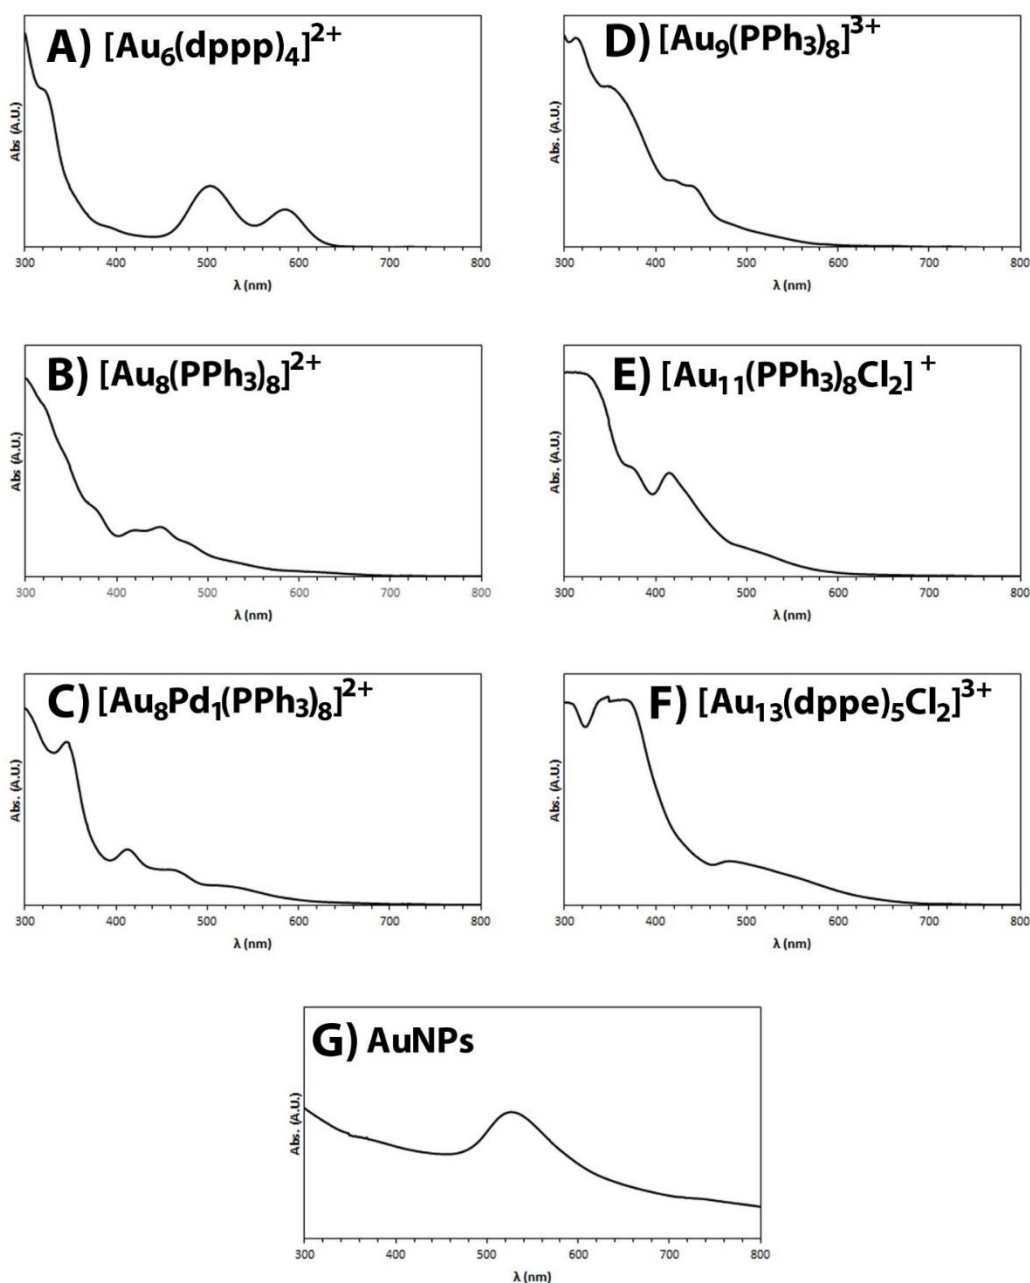 A) [Au₆(dppp)₄]²⁺
Abs (A.U.)
300 400 500 600 700 800
λ (nm)
D) [Au₉(PPh₃)₈]³⁺
Abs (A.U.)
300 400 500 600 700 800
λ (nm)
B) [Au₈(PPh₃)₈]²⁺
Abs (A.U.)
300 400 500 600 700 800
λ (nm)
E) [Au₁₁(PPh₃)₈Cl₂]⁺
Abs (A.U.)
300 400 500 600 700 800
λ (nm)
C) [Au₈Pd₁(PPh₃)₈]²⁺
Abs. (A.U.)
300 400 500 600 700 800
λ (nm)
F) [Au₁₃(dppe)₅Cl₂]³⁺
Abs. (A.U.)
300 400 500 600 700 800
λ (nm)
G) AuNPs
Abs. (A.U.)
300 400 500 600 700 800
λ (nm)